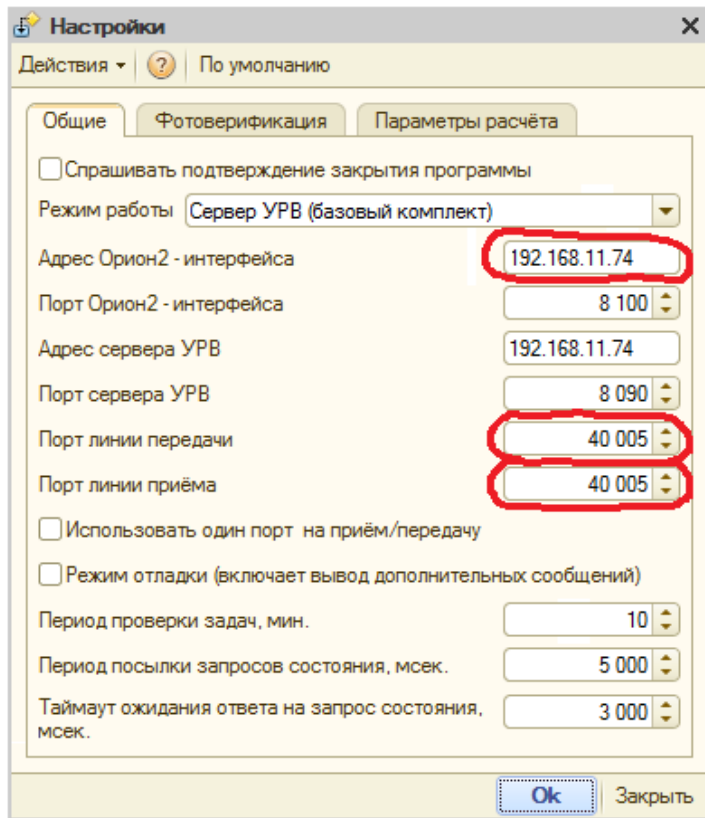 Настройки
Действия ? По умолчанию
Общие Фотоверификация Параметры расчёта
Спрашивать подтверждение закрытия программы
Режим работы Сервер УРВ (базовый комплект)
Адрес Орион2 - интерфейса 192.168.11.74
Порт Орион2 - интерфейса 8 100
Адрес сервера УРВ 192.168.11.74
Порт сервера УРВ 8 090
Порт линии передачи 40 005
Порт линии приёма 40 005
Использовать один порт на приём/передачу
Режим отладки (включает вывод дополнительных сообщений)
Период проверки задач, мин. 10
Период посылки запросов состояния, мсек. 5 000
Таймаут ожидания ответа на запрос состояния, 3 000
мсек.
Ok Закрыть